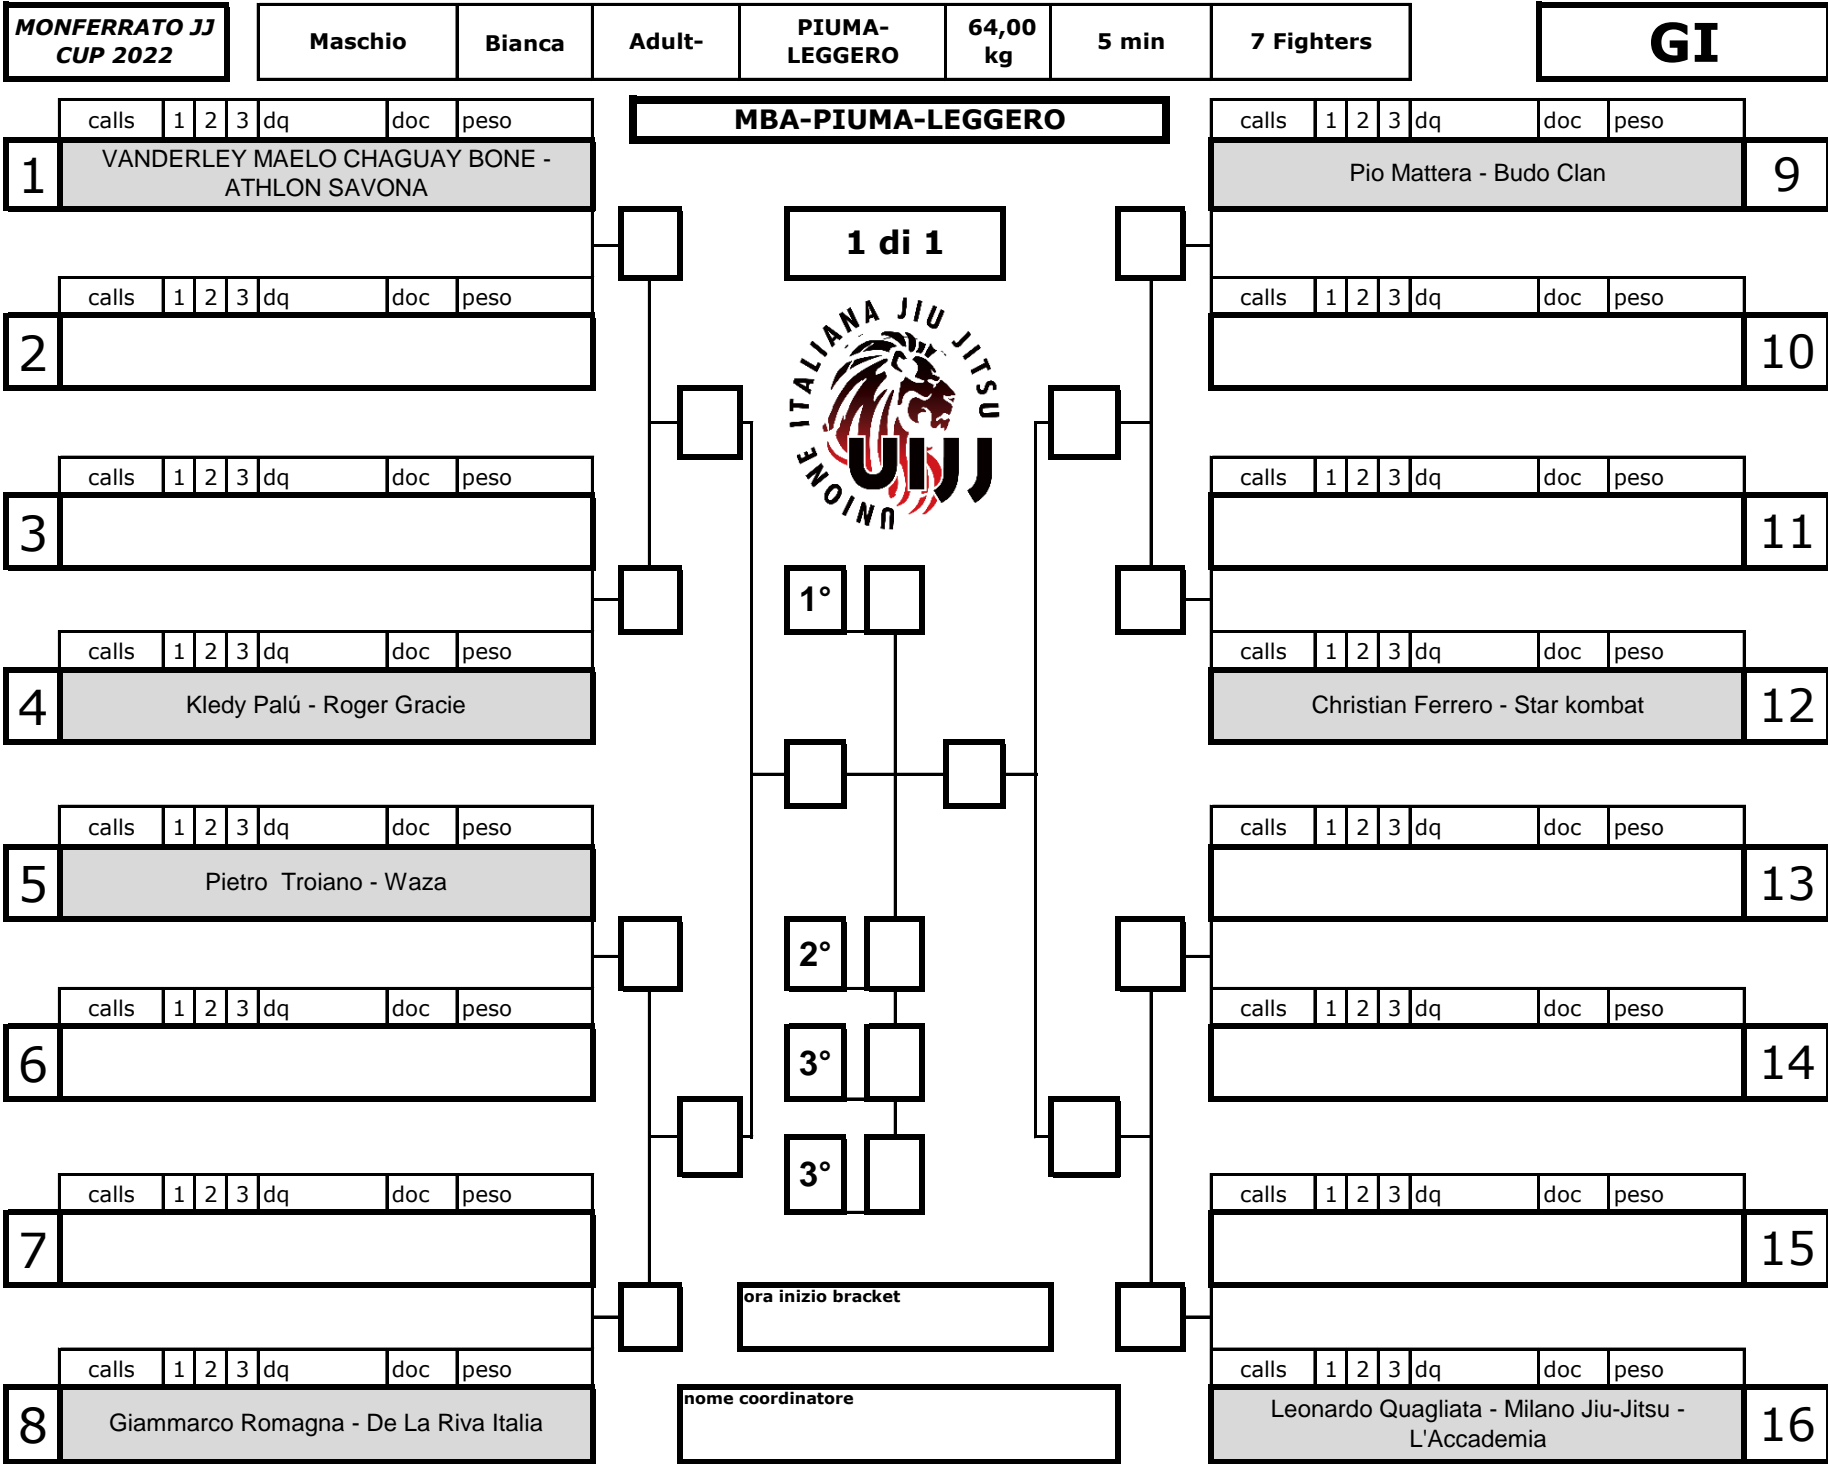 MONFERRATO JJ
CUP 2022
Maschio
Bianca
Adult-
PIUMA-
LEGGERO
64,00
kg
5 min
7 Fighters
GI
MBA-PIUMA-LEGGERO
1 di 1
UNIONE ITALIANA JIU JITSU
UIJJ
calls 1 2 3 dq doc peso
1
VANDERLEY MAELO CHAGUAY BONE -
ATHLON SAVONA
calls 1 2 3 dq doc peso
2
calls 1 2 3 dq doc peso
3
calls 1 2 3 dq doc peso
4
Kledy Palú - Roger Gracie
calls 1 2 3 dq doc peso
5
Pietro  Troiano - Waza
calls 1 2 3 dq doc peso
6
calls 1 2 3 dq doc peso
7
calls 1 2 3 dq doc peso
8
Giammarco Romagna - De La Riva Italia
1°
2°
3°
3°
ora inizio bracket
nome coordinatore
calls 1 2 3 dq doc peso
Pio Mattera - Budo Clan
9
calls 1 2 3 dq doc peso
10
calls 1 2 3 dq doc peso
11
calls 1 2 3 dq doc peso
Christian Ferrero - Star kombat
12
calls 1 2 3 dq doc peso
13
calls 1 2 3 dq doc peso
14
calls 1 2 3 dq doc peso
15
calls 1 2 3 dq doc peso
Leonardo Quagliata - Milano Jiu-Jitsu -
L'Accademia
16